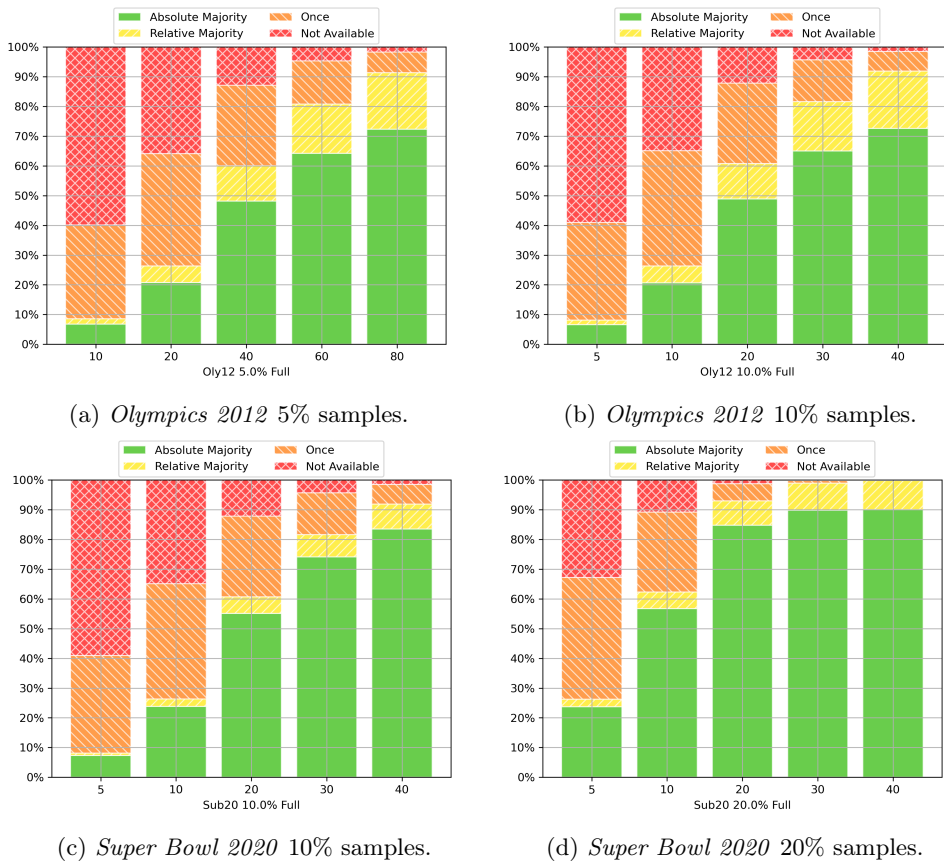 Absolute Majority Once
Relative Majority Not Available
100%
90%
80%
70%
60%
50%
40%
30%
20%
10%
0%
10 20 40 60 80
Oly12 5.0% Full
(a) Olympics 2012 5% samples.
Absolute Majority Once
Relative Majority Not Available
100%
90%
80%
70%
60%
50%
40%
30%
20%
10%
0%
5 10 20 30 40
Oly12 10.0% Full
(b) Olympics 2012 10% samples.
Absolute Majority Once
Relative Majority Not Available
100%
90%
80%
70%
60%
50%
40%
30%
20%
10%
0%
5 10 20 30 40
Sub20 10.0% Full
(c) Super Bowl 2020 10% samples.
Absolute Majority Once
Relative Majority Not Available
100%
90%
80%
70%
60%
50%
40%
30%
20%
10%
0%
5 10 20 30 40
Sub20 20.0% Full
(d) Super Bowl 2020 20% samples.